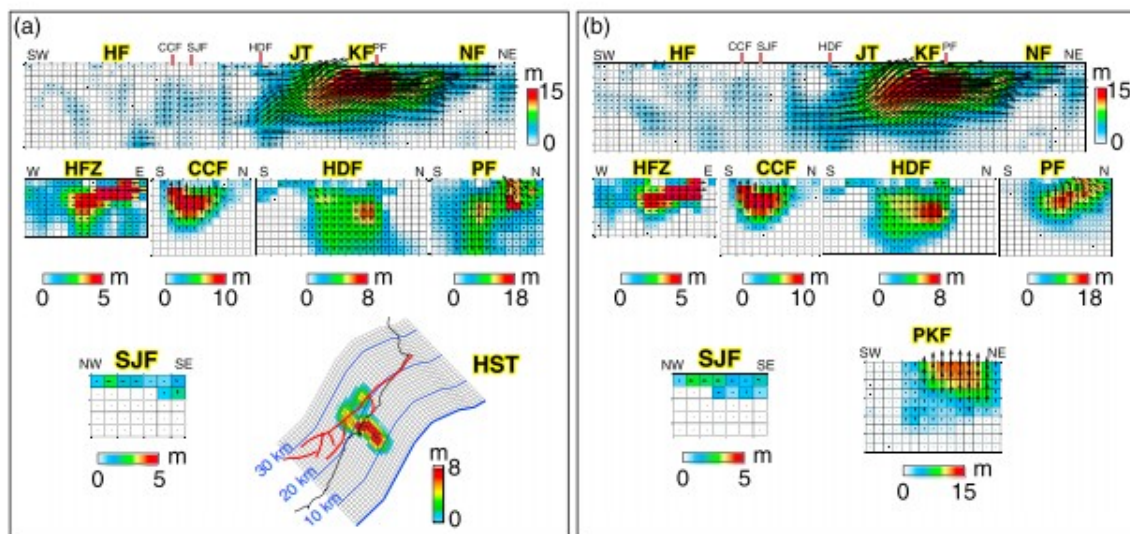 (a)
HF CCF SJF HDF JT KF PF NF
SW NE
m
15
0
HFZ CCF HDF PF
W E S N S N S N
m m m m
0 5 0 10 0 8 0 18
SJF
NW SE
m
0 5
HST
30 km
20 km
10 km
m
8
0
(b)
HF CCF SJF HDF JT KF PF NF
SW NE
m
15
0
HFZ CCF HDF PF
W E S N S N S N
m m m m
0 5 0 10 0 8 0 18
SJF
NW SE
m
0 5
PKF
SW NE
m
0 15